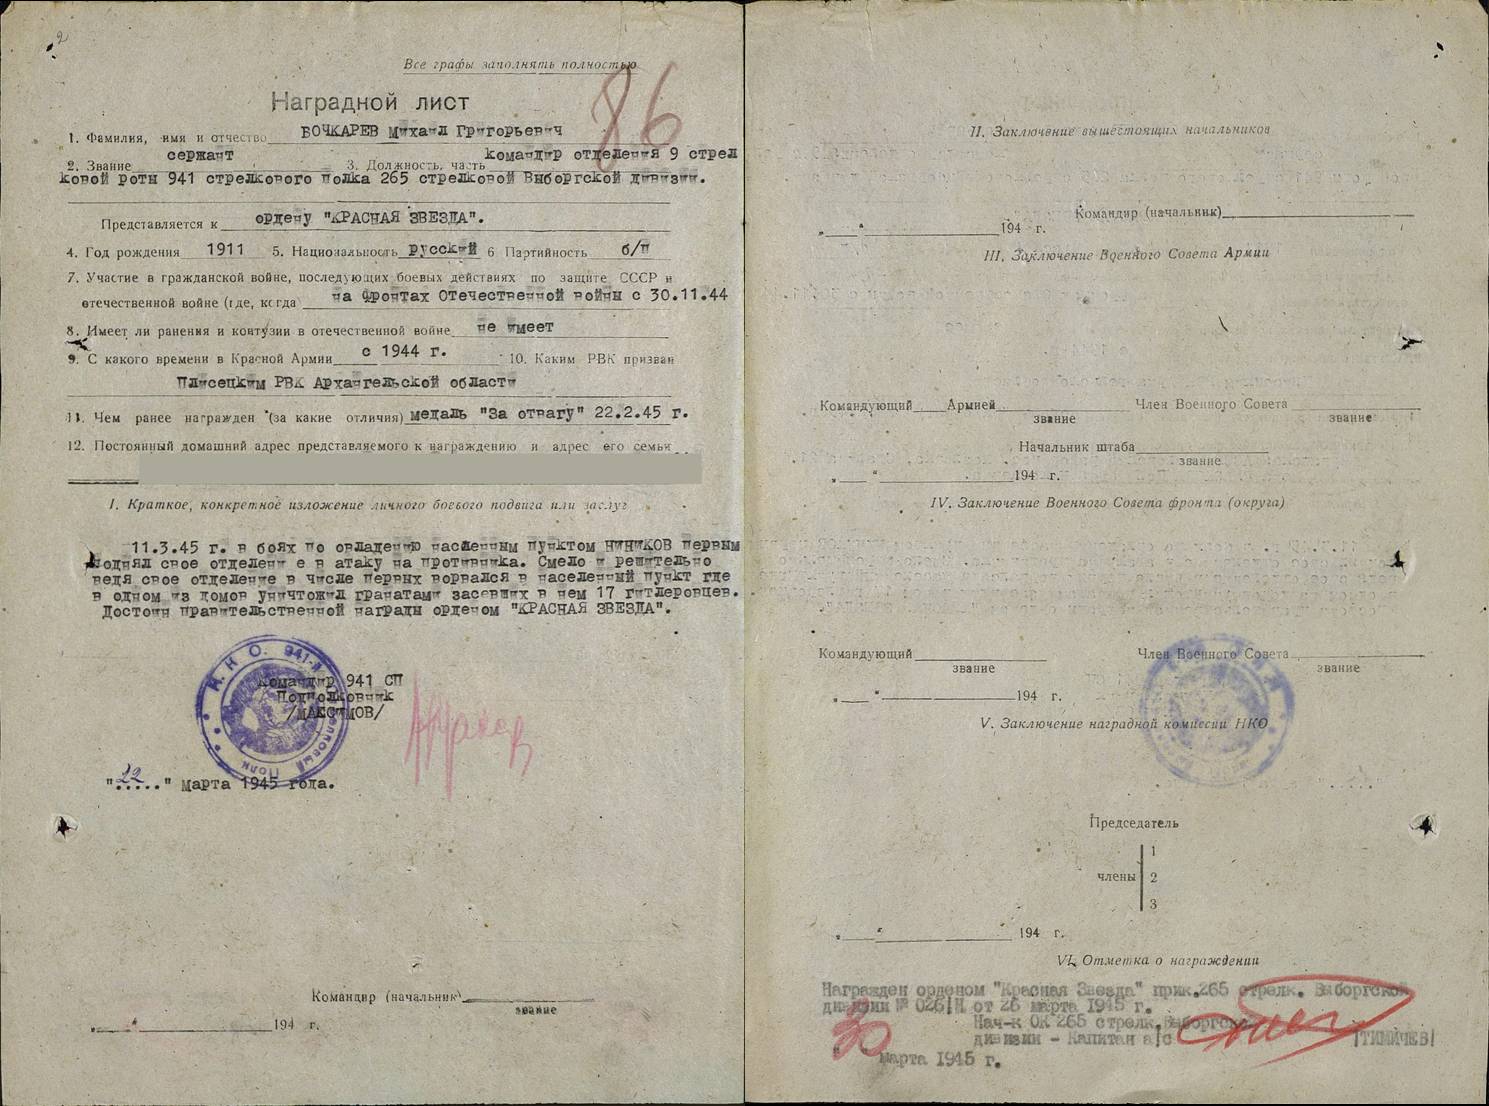 2
Все графы заполнять полностью
86
Наградной лист
1. Фамилия, имя и отчество БОЧКАРЕВ Михаил Григорьевич
2. Звание сержант 3. Должность, часть командир отделения 9 стрел
ковой роты 941 стрелкового полка 265 стрелковой Выборгской дивизии.
Представляется к ордену "КРАСНАЯ ЗВЕЗДА".
4. Год рождения 1911 5. Национальность русский 6 Партийность б/п
7. Участие в гражданской войне, последующих боевых действиях по защите СССР и
отечественной войне (где, когда) на фронтах Отечественной войны с 30.11.44
8. Имеет ли ранения и контузии в отечественной войне не имеет
9. С какого времени в Красной Армии с 1944 г. 10. Каким РВК призван
Плисецким РВК Архангельской области
11. Чем ранее награжден (за какие отличия) медаль "За отвагу" 22.2.45 г.
12. Постоянный домашний адрес представляемого к награждению и адрес его семьи
I. Краткое, конкретное изложение личного боевого подвига или заслуг
11.3.45 г. в боях по овладению населенным пунктом НИНИКОВ первым
поднял свое отделени е в атаку на противника. Смело и решительно
ведя свое отделение в числе первых ворвался в населенный пункт где
в одном из домов уничтожил гранатами засевших в нем 17 гитлеровцев.
Достоин правительственной награды орденом "КРАСНАЯ ЗВЕЗДА".
Н. К. О. 941-й Стрелковый Полк
Командир 941 СП
Подполковник
/МАКСИМОВ/
"22" марта 1945 года.
Командир (начальник)
звание
„ “ 194 г.
II. Заключение вышестоящих начальников
Командир (начальник)
„ “ 194 г.
III. Заключение Военного Совета Армии
Командующий Армией Член Военного Совета
звание звание
Начальник штаба
звание
„ “ 194 г.
IV. Заключение Военного Совета фронта (округа)
Командующий Член Военного Совета
звание звание
„ “ 194 г.
V. Заключение наградной комиссии НКО
Председатель
1
члены 2
3
„ “ 194 г.
VI. Отметка о награждении
Награжден орденом "Красная Звезда" прик.265 стрелк. Выборгской
дивизии № 026/Н от 26 марта 1945 г.
Нач-к ОК 265 стрелк.Выборгской
дивизии - Капитан а/с /ТИМИЧЕВ/
30 марта 1945 г.